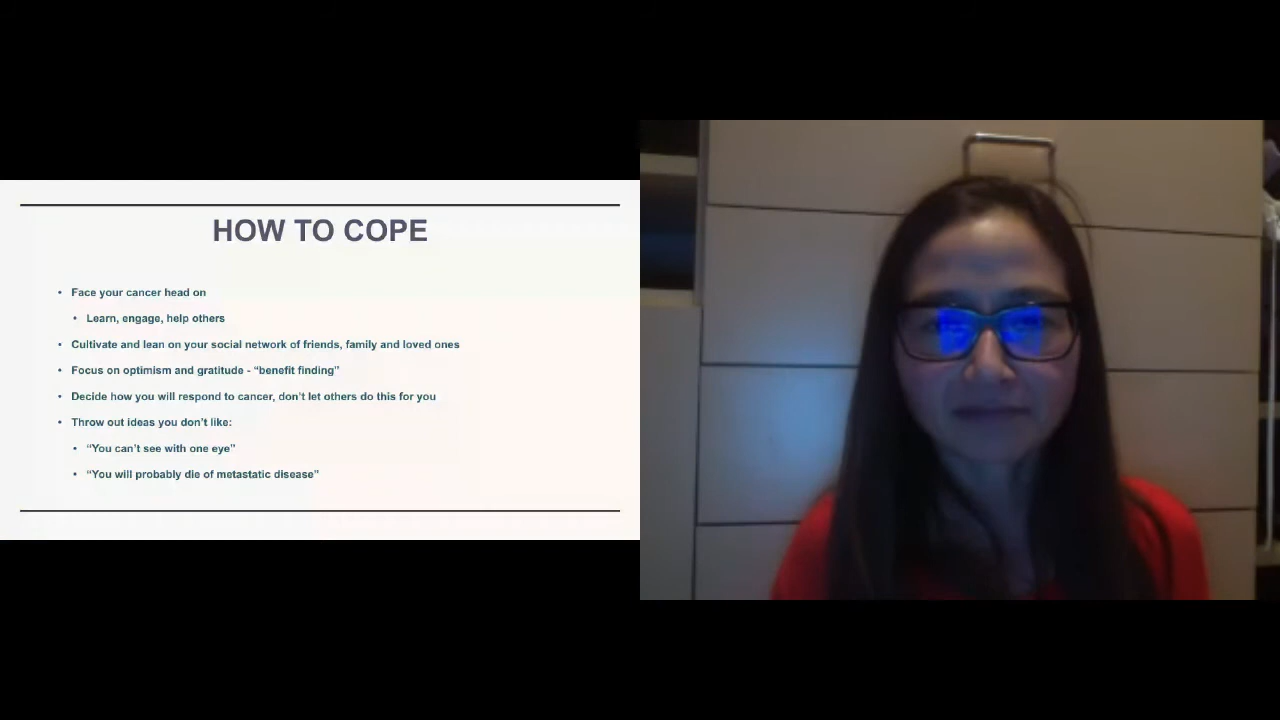 HOW TO COPE
• Face your cancer head on
• Learn, engage, help others
• Cultivate and lean on your social network of friends, family and loved ones
• Focus on optimism and gratitude - “benefit finding”
• Decide how you will respond to cancer, don’t let others do this for you
• Throw out ideas you don’t like:
• “You can’t see with one eye”
• “You will probably die of metastatic disease”